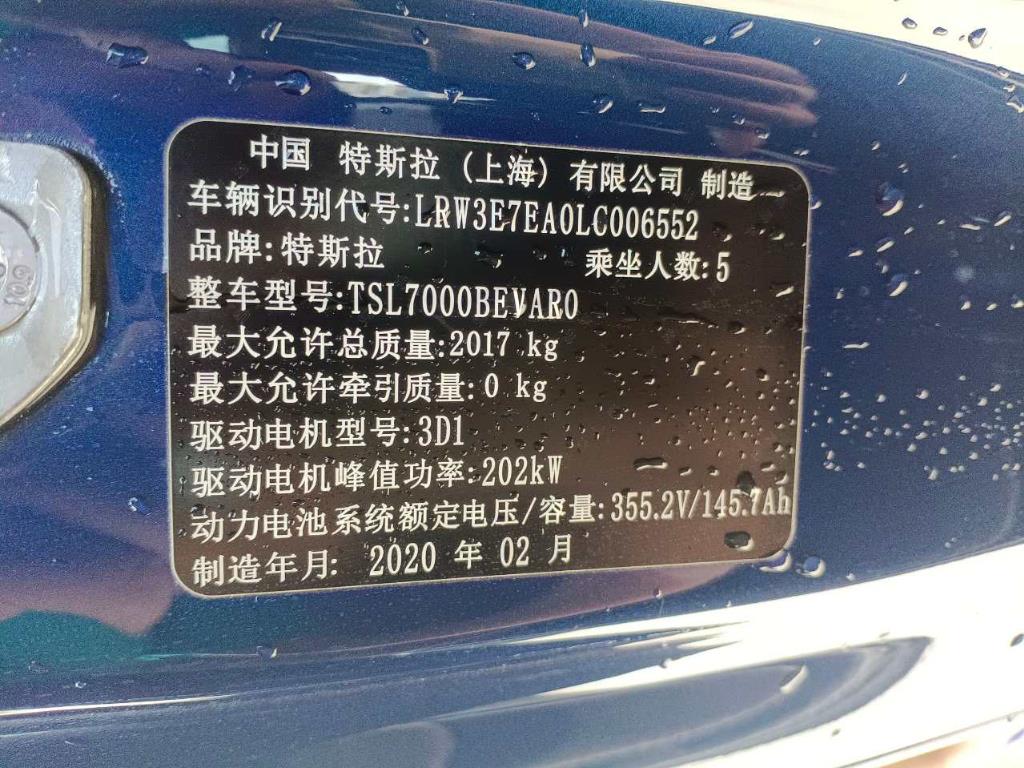 中国 特斯拉 (上海) 有限公司 制造
车辆识别代号:LRW3E7EA0LC006552
品牌:特斯拉 乘坐人数:5
整车型号:TSL7000BEVAR0
最大允许总质量:2017 kg
最大允许牵引质量:0 kg
驱动电机型号:3D1
驱动电机峰值功率:202kW
动力电池系统额定电压/容量:355.2V/145.7Ah
制造年月: 2020 年 02 月